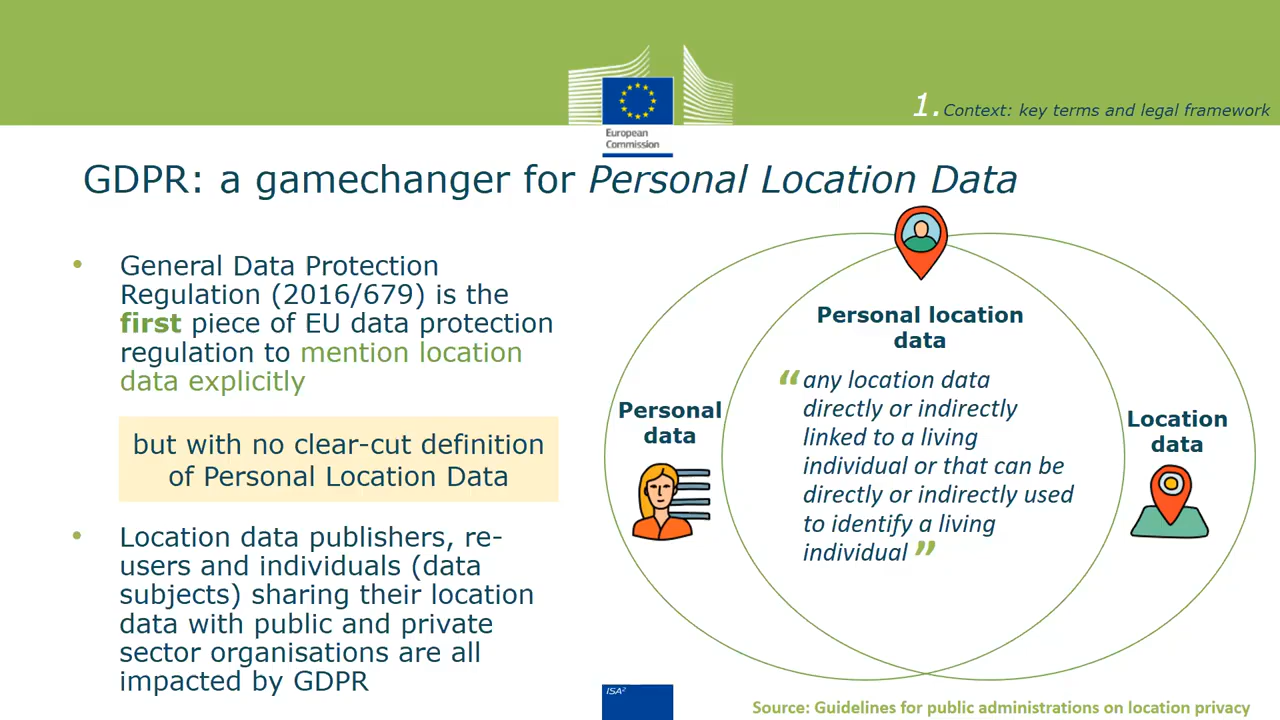 1. Context: key terms and legal framework
European
Commission
GDPR: a gamechanger for Personal Location Data
• General Data Protection
Regulation (2016/679) is the
first piece of EU data protection
regulation to mention location
data explicitly
but with no clear-cut definition
of Personal Location Data
• Location data publishers, re-
users and individuals (data
subjects) sharing their location
data with public and private
sector organisations are all
impacted by GDPR
Personal
data
Personal location
data
“any location data
directly or indirectly
linked to a living
individual or that can be
directly or indirectly used
to identify a living
individual”
Location
data
ISA²
Source: Guidelines for public administrations on location privacy